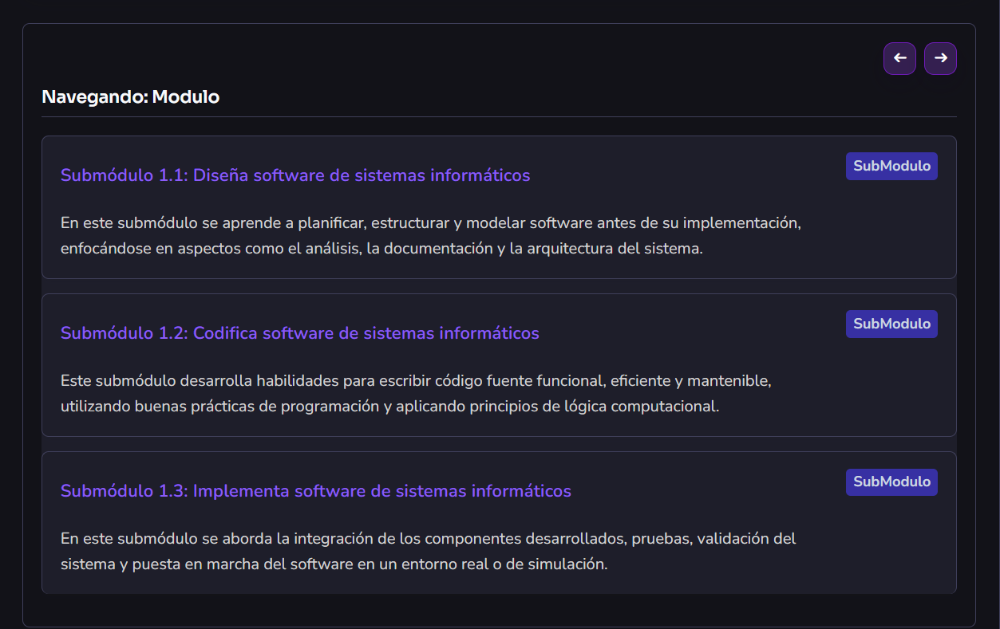 Navegando: Modulo
Submódulo 1.1: Diseña software de sistemas informáticos
SubModulo
En este submódulo se aprende a planificar, estructurar y modelar software antes de su implementación,
enfocándose en aspectos como el análisis, la documentación y la arquitectura del sistema.
Submódulo 1.2: Codifica software de sistemas informáticos
SubModulo
Este submódulo desarrolla habilidades para escribir código fuente funcional, eficiente y mantenible,
utilizando buenas prácticas de programación y aplicando principios de lógica computacional.
Submódulo 1.3: Implementa software de sistemas informáticos
SubModulo
En este submódulo se aborda la integración de los componentes desarrollados, pruebas, validación del
sistema y puesta en marcha del software en un entorno real o de simulación.